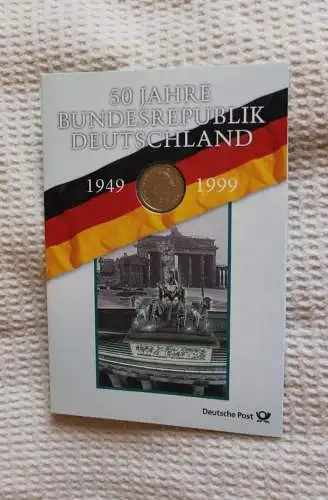 50 JAHRE
BUNDESREPUBLIK
DEUTSCHLAND
1949 1999
Deutsche Post